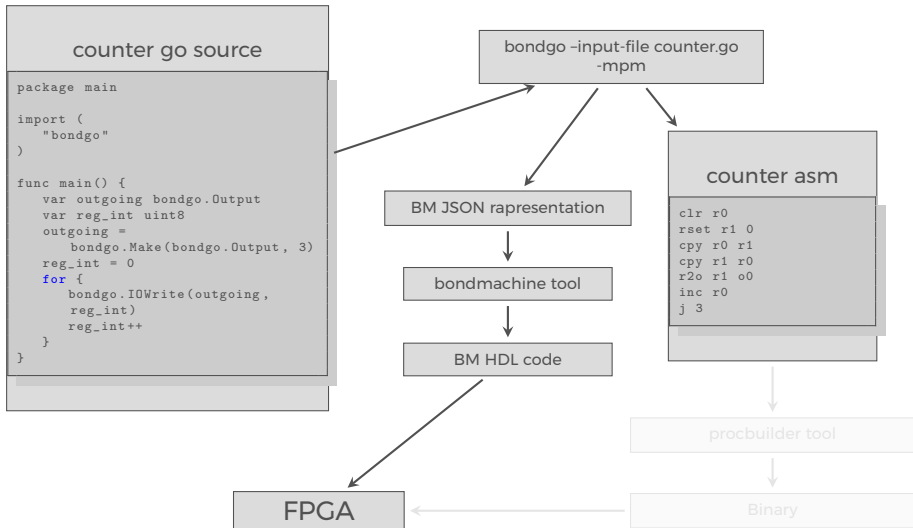 counter go source
package main
import (
"bondgo"
)
func main() {
var outgoing bondgo.Output
var reg_int uint8
outgoing =
bondgo.Make(bondgo.Output, 3)
reg_int = 0
for {
bondgo.IOWrite(outgoing,
reg_int)
reg_int++
}
}
bondgo –input-file counter.go
-mpm
BM JSON rapresentation
bondmachine tool
BM HDL code
FPGA
counter asm
clr r0
rset r1 0
cpy r0 r1
cpy r1 r0
r2o r1 o0
inc r0
j 3
procbuilder tool
Binary